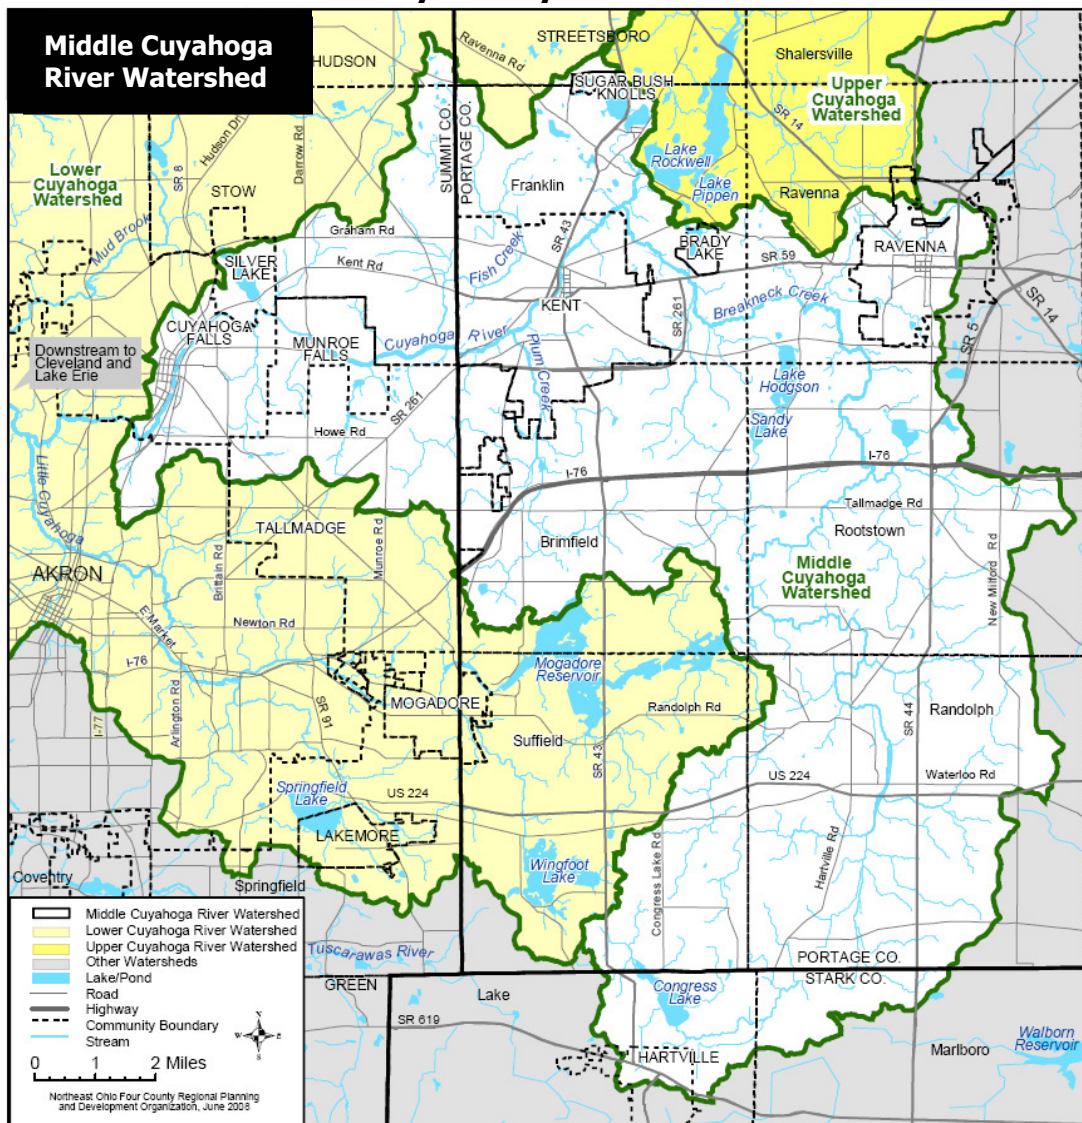 Middle Cuyahoga
River Watershed
HUDSON
Ravenna Rd
STREETSBORO
SUGAR BUSH
KNOLLS
Shalersville
Upper
Cuyahoga
Watershed
SR 14
Lower
Cuyahoga
Watershed
SR 8
Hudson Dr
Darrow Rd
STOW
SUMMIT CO.
PORTAGE CO.
Franklin
Lake
Rockwell
Lake
Pippen
Ravenna
Mud Brook
Graham Rd
SILVER
LAKE
Kent Rd
Fish Creek
SR 43
BRADY
LAKE
SR 59
RAVENNA
KENT
SR 261
Breakneck Creek
SR 5
SR 14
CUYAHOGA
FALLS
MUNROE
FALLS
Cuyahoga River
Plum Creek
Downstream to
Cleveland and
Lake Erie
Lake
Hodgson
Sandy
Lake
SR 261
Howe Rd
Little Cuyahoga
I-76
I-76
Tallmadge Rd
Rootstown
TALLMADGE
Munroe Rd
Brimfield
AKRON
Brittain Rd
Middle
Cuyahoga
Watershed
New Milford Rd
E Market
Newton Rd
I-76
Mogadore
Reservoir
MOGADORE
Arlington Rd
I-77
SR 91
Suffield
Randolph Rd
SR 43
SR 44
Randolph
Springfield
Lake
US 224
US 224
Waterloo Rd
LAKEMORE
Wingfoot
Lake
Congress Lake Rd
Hartville Rd
Coventry
Springfield
Middle Cuyahoga River Watershed
Lower Cuyahoga River Watershed
Upper Cuyahoga River Watershed
Other Watersheds
Lake/Pond
Road
Highway
Community Boundary
Stream
N
W E
S
0 1 2 Miles
Northeast Ohio Four County Regional Planning
and Development Organization, June 2008
Tuscarawas River
GREEN
Lake
SR 619
PORTAGE CO.
STARK CO.
Congress
Lake
HARTVILLE
Marlboro
Walborn
Reservoir